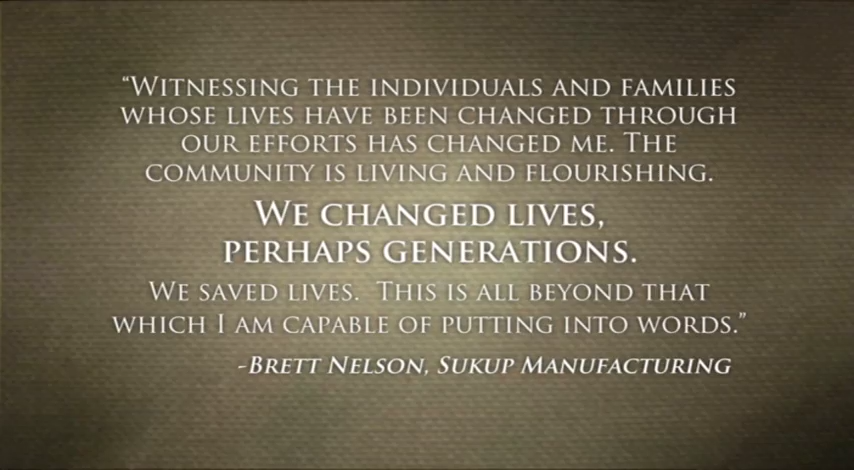 “Witnessing the individuals and families
whose lives have been changed through
our efforts has changed me. The
community is living and flourishing.
We changed lives,
perhaps generations.
We saved lives. This is all beyond that
which I am capable of putting into words.”
-Brett Nelson, Sukup Manufacturing